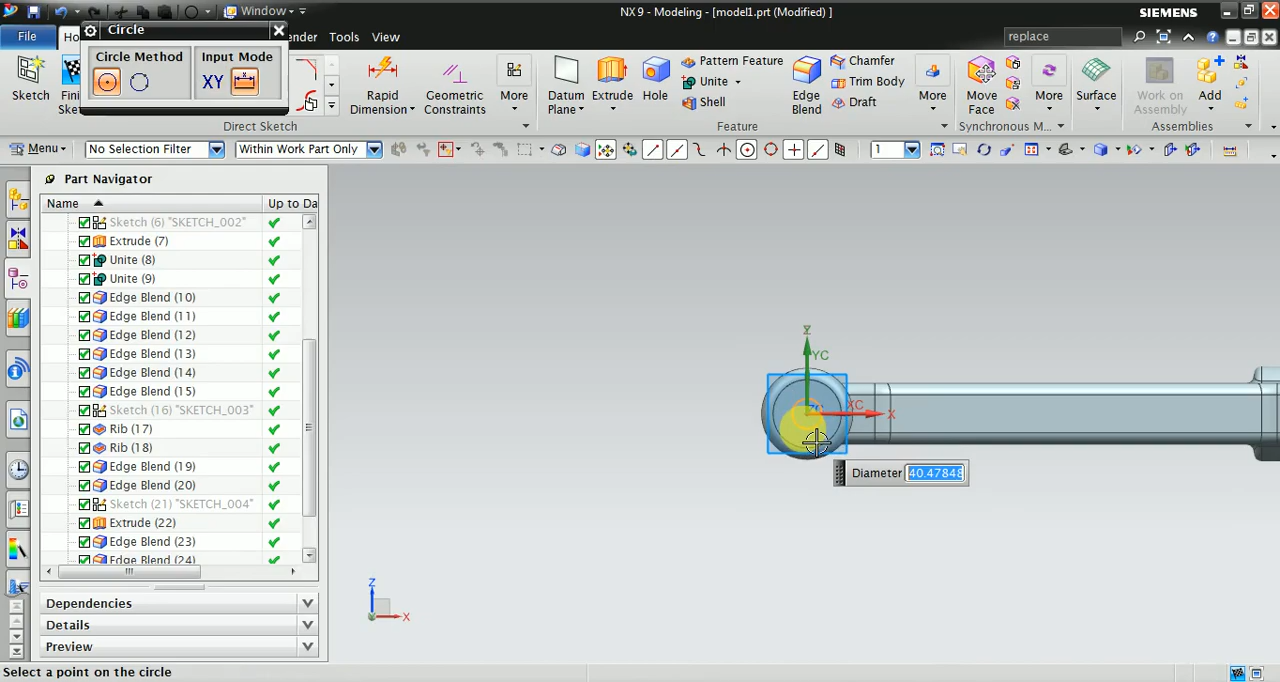 Window
NX 9 - Modeling - [model1.prt (Modified) ]
SIEMENS
File
Ho
ender
Tools
View
replace
Circle
Circle Method
Input Mode
XY
Sketch
Rapid
Dimension
Geometric
Constraints
More
Direct Sketch
Datum
Plane
Extrude
Hole
Pattern Feature
Unite
Shell
Edge
Blend
Chamfer
Trim Body
Draft
More
Feature
Move
Face
More
Synchronous M...
Surface
Work on
Assembly
Add
Assemblies
Menu
No Selection Filter
Within Work Part Only
1
Part Navigator
Name
Up to Da
Sketch (6) "SKETCH_002"
Extrude (7)
Unite (8)
Unite (9)
Edge Blend (10)
Edge Blend (11)
Edge Blend (12)
Edge Blend (13)
Edge Blend (14)
Edge Blend (15)
Sketch (16) "SKETCH_003"
Rib (17)
Rib (18)
Edge Blend (19)
Edge Blend (20)
Sketch (21) "SKETCH_004"
Extrude (22)
Edge Blend (23)
Edge Blend (24)
Dependencies
Details
Preview
Z
YC
XC
X
Diameter 40.47848
Z
X
Select a point on the circle